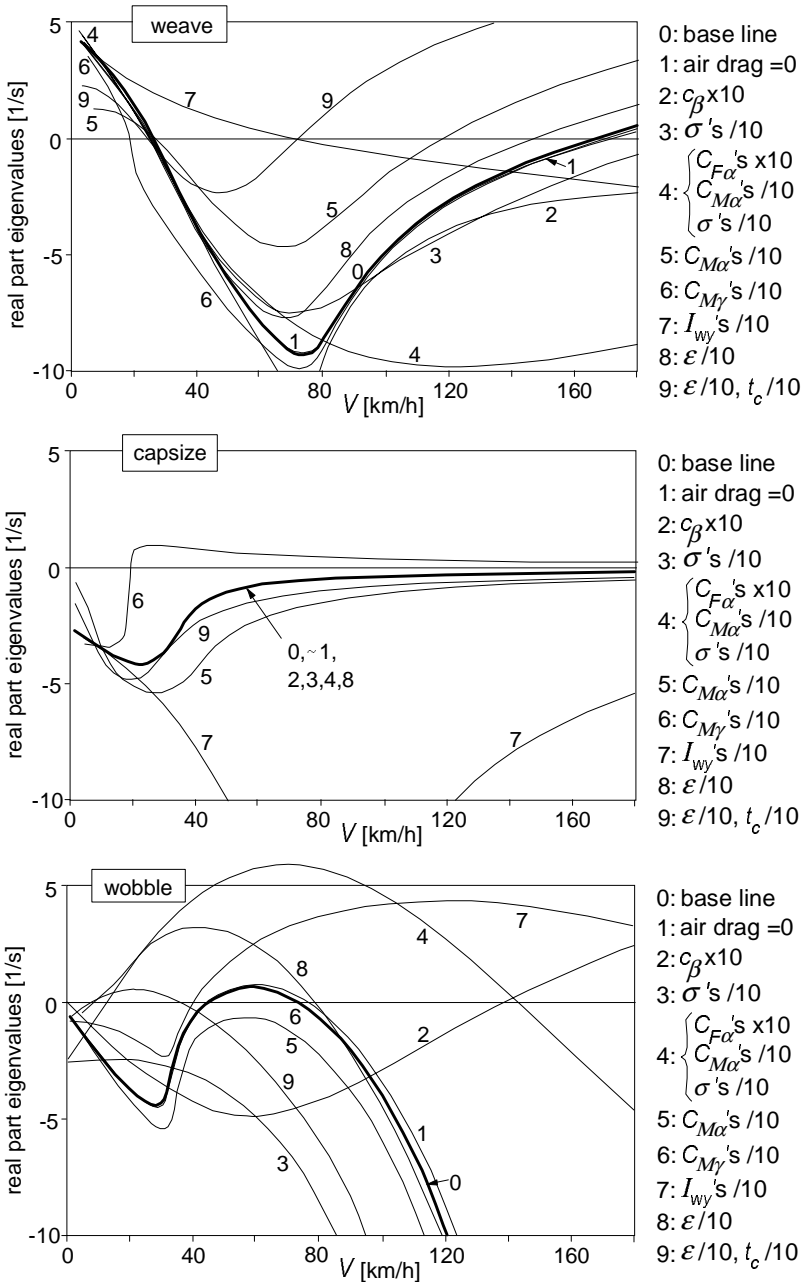 weave
real part eigenvalues [1/s]
5
0
-5
-10
0
40
80
120
160
V [km/h]
4
6
9
5
7
9
5
8
0
3
2
1
6
1
4
0: base line
1: air drag =0
2: cβ x10
3: σ 's /10
4: { CFα's x10
CMα's /10
σ's /10
5: CMα's /10
6: CMγ's /10
7: Iwy's /10
8: ε /10
9: ε /10, tc /10
capsize
real part eigenvalues [1/s]
5
0
-5
-10
0
40
80
120
160
V [km/h]
6
9
5
7
7
0,~1,
2,3,4,8
0: base line
1: air drag =0
2: cβ x10
3: σ 's /10
4: { CFα's x10
CMα's /10
σ's /10
5: CMα's /10
6: CMγ's /10
7: Iwy's /10
8: ε /10
9: ε /10, tc /10
wobble
real part eigenvalues [1/s]
5
0
-5
-10
0
40
80
120
160
V [km/h]
8
4
7
6
5
2
9
3
1
0
0: base line
1: air drag =0
2: cβ x10
3: σ 's /10
4: { CFα's x10
CMα's /10
σ's /10
5: CMα's /10
6: CMγ's /10
7: Iwy's /10
8: ε /10
9: ε /10, tc /10